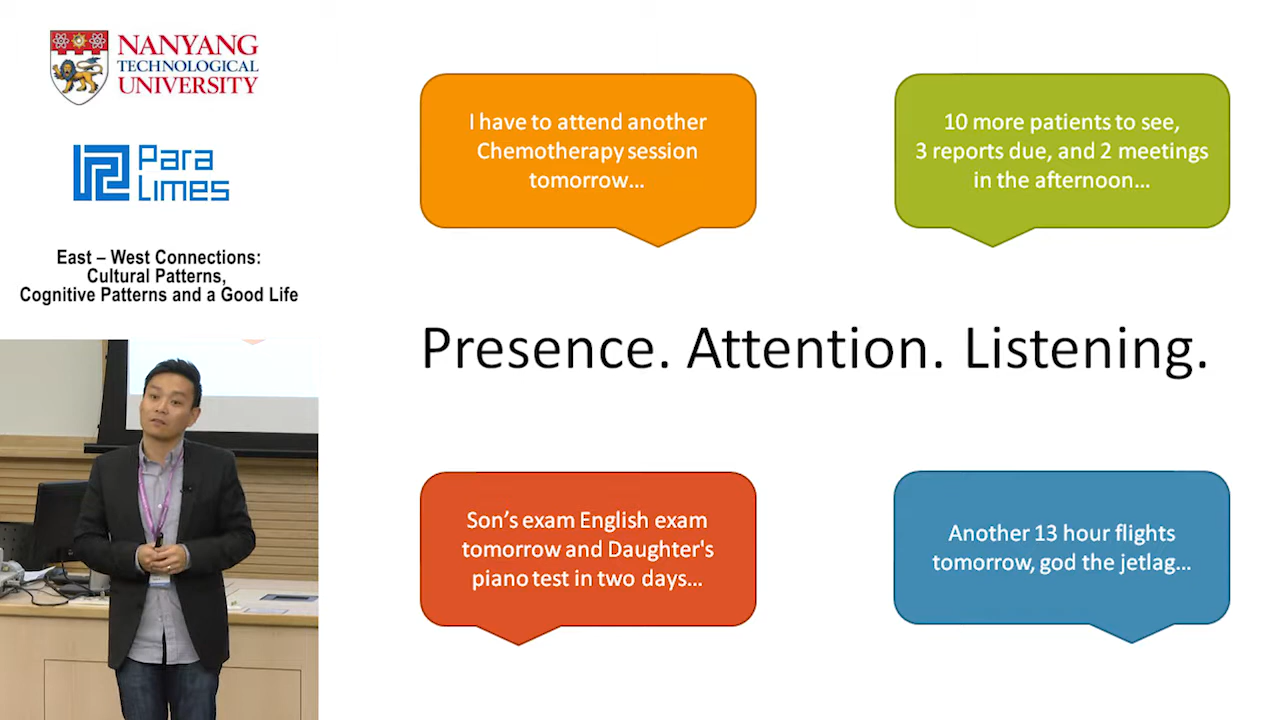 NANYANG
TECHNOLOGICAL
UNIVERSITY
Para
Limes
East – West Connections:
Cultural Patterns,
Cognitive Patterns and a Good Life
I have to attend another
Chemotherapy session
tomorrow...
10 more patients to see,
3 reports due, and 2 meetings
in the afternoon...
Presence. Attention. Listening.
Son's exam English exam
tomorrow and Daughter's
piano test in two days...
Another 13 hour flights
tomorrow, god the jetlag...